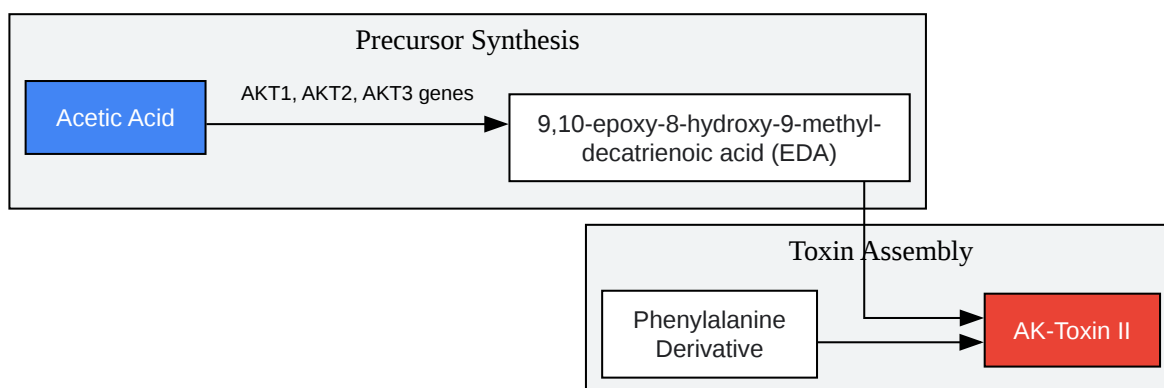 Precursor Synthesis
Acetic Acid
AKT1, AKT2, AKT3 genes
9,10-epoxy-8-hydroxy-9-methyl-
decatrienoic acid (EDA)
Toxin Assembly
Phenylalanine
Derivative
AK-Toxin II